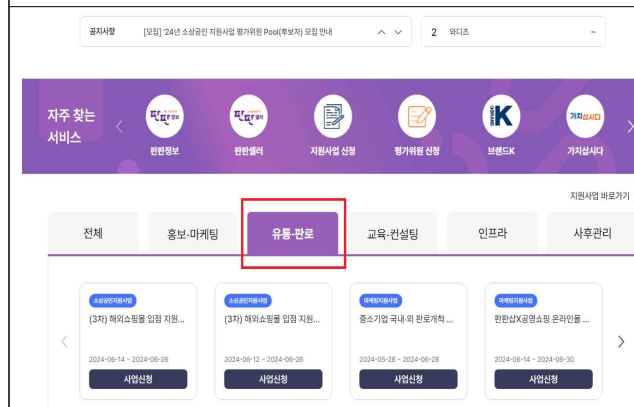 공지사항 [모집] '24년 소상공인 지원사업 평가위원 Pool(후보자) 모집 안내 2 와디즈 -
자주 찾는
서비스
판판정보 판판셀러 지원사업 신청 평가위원 신청 브랜드K 가치삽시다
지원사업 바로가기
전체 홍보·마케팅 유통·판로 교육·컨설팅 인프라 사후관리
소상공인지원사업 소상공인지원사업 마케팅지원사업 마케팅지원사업
(3차) 해외쇼핑몰 입점 지원... (3차) 해외쇼핑몰 입점 지원... 중소기업 국내·외 판로개척 ... 판판샵X공영쇼핑 온라인몰 ...
2024-06-14 ~ 2024-06-26 2024-06-12 ~ 2024-06-26 2024-05-28 ~ 2024-06-28 2024-06-14 ~ 2024-06-30
사업신청 사업신청 사업신청 사업신청